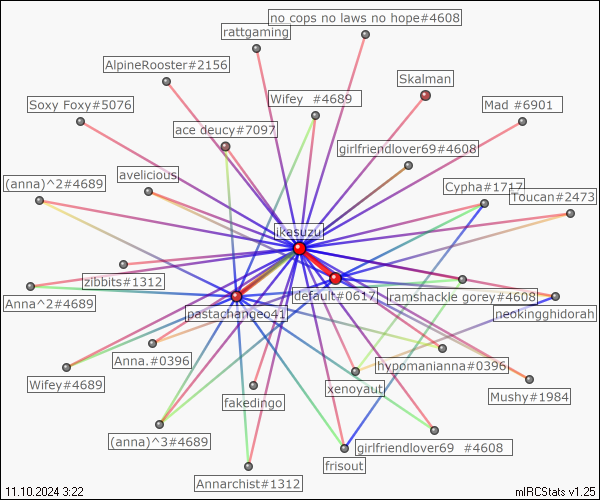 no cops no laws no hope#4608
rattgaming
AlpineRooster#2156
Skalman
Wifey #4689
Soxy Foxy#5076
Mad #6901
ace deucy#7097
girlfriendlover69#4608
avelicious
(anna)^2#4689
Cypha#1717
Toucan#2473
ikasuzu
zibbits#1312
Anna^2#4689
default#0617
ramshackle gorey#4608
pastachangeo41
neokingghidorah
Anna.#0396
hypomanianna#0396
Wifey#4689
xenoyaut
Mushy#1984
fakedingo
(anna)^3#4689
girlfriendlover69 #4608
frisout
Annarchist#1312
11.10.2024 3:22
mIRCStats v1.25